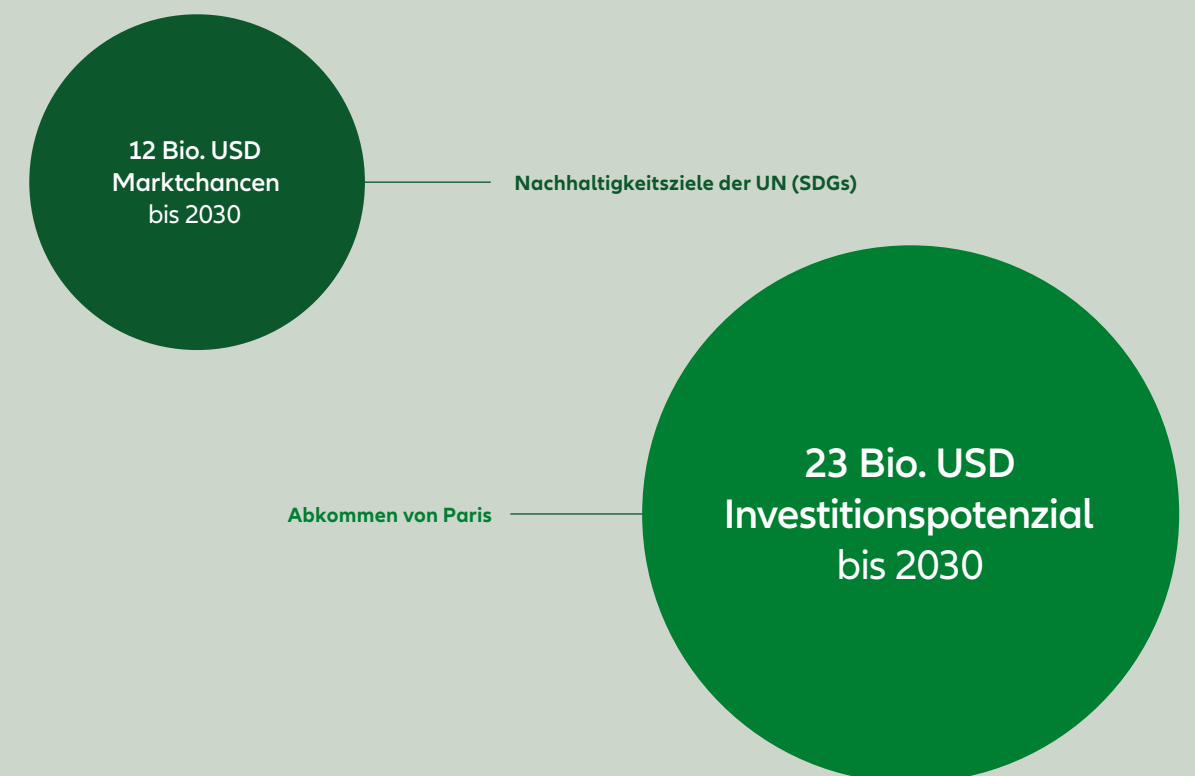 12 Bio. USD
Marktchancen
bis 2030
Nachhaltigkeitsziele der UN (SDGs)
Abkommen von Paris
23 Bio. USD
Investitionspotenzial
bis 2030